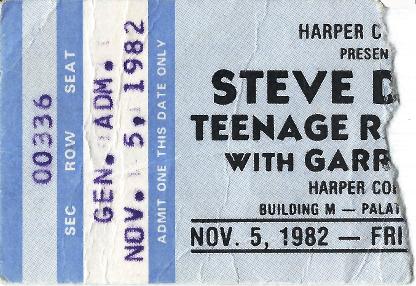 00336
SEC ROW SEAT
GEN. ADM.
NOV. 5, 1982
ADMIT ONE THIS DATE ONLY
HARPER C
PRESEN
STEVE D
TEENAGE R
WITH GARR
HARPER CO
BUILDING M — PALAT
NOV. 5, 1982 — FRI